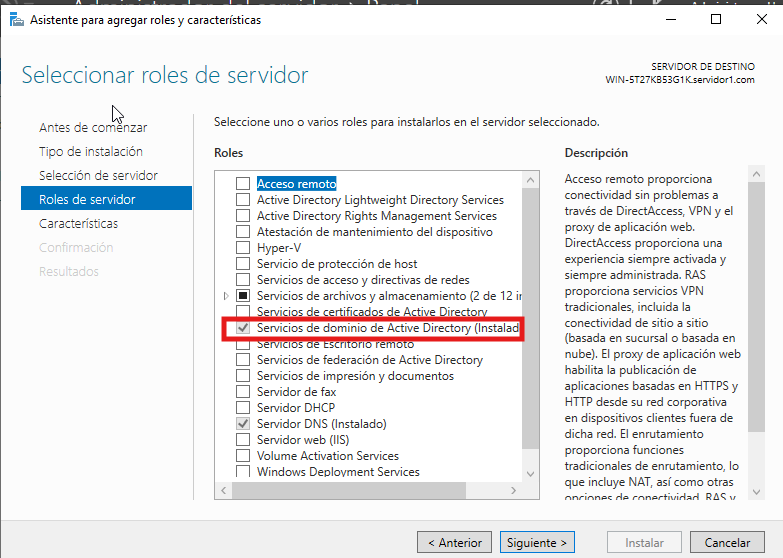 Asistente para agregar roles y características
Seleccionar roles de servidor
SERVIDOR DE DESTINO
WIN-5T27KB53G1K.servidor1.com
Antes de comenzar
Tipo de instalación
Selección de servidor
Roles de servidor
Características
Confirmación
Resultados
Seleccione uno o varios roles para instalarlos en el servidor seleccionado.
Roles
Acceso remoto
Active Directory Lightweight Directory Services
Active Directory Rights Management Services
Atestación de mantenimiento del dispositivo
Hyper-V
Servicio de protección de host
Servicios de acceso y directivas de redes
Servicios de archivos y almacenamiento (2 de 12 in
Servicios de certificados de Active Directory
Servicios de dominio de Active Directory (Instalad
Servicios de Escritorio remoto
Servicios de federación de Active Directory
Servicios de impresión y documentos
Servidor de fax
Servidor DHCP
Servidor DNS (Instalado)
Servidor web (IIS)
Volume Activation Services
Windows Deployment Services
Descripción
Acceso remoto proporciona
conectividad sin problemas a
través de DirectAccess, VPN y el
proxy de aplicación web.
DirectAccess proporciona una
experiencia siempre activa y
siempre administrada. RAS
proporciona servicios VPN
tradicionales, incluida la
conectividad de sitio a sitio
(basada en sucursal o basada en
nube). El proxy de aplicación web
habilita la publicación de
aplicaciones basadas en HTTPS y
HTTP desde su red corporativa
en dispositivos clientes fuera de
dicha red. El enrutamiento
proporciona funciones
tradicionales de enrutamiento, lo
que incluye NAT, así como otras
opciones de conectividad. RAS y
< Anterior
Siguiente >
Instalar
Cancelar